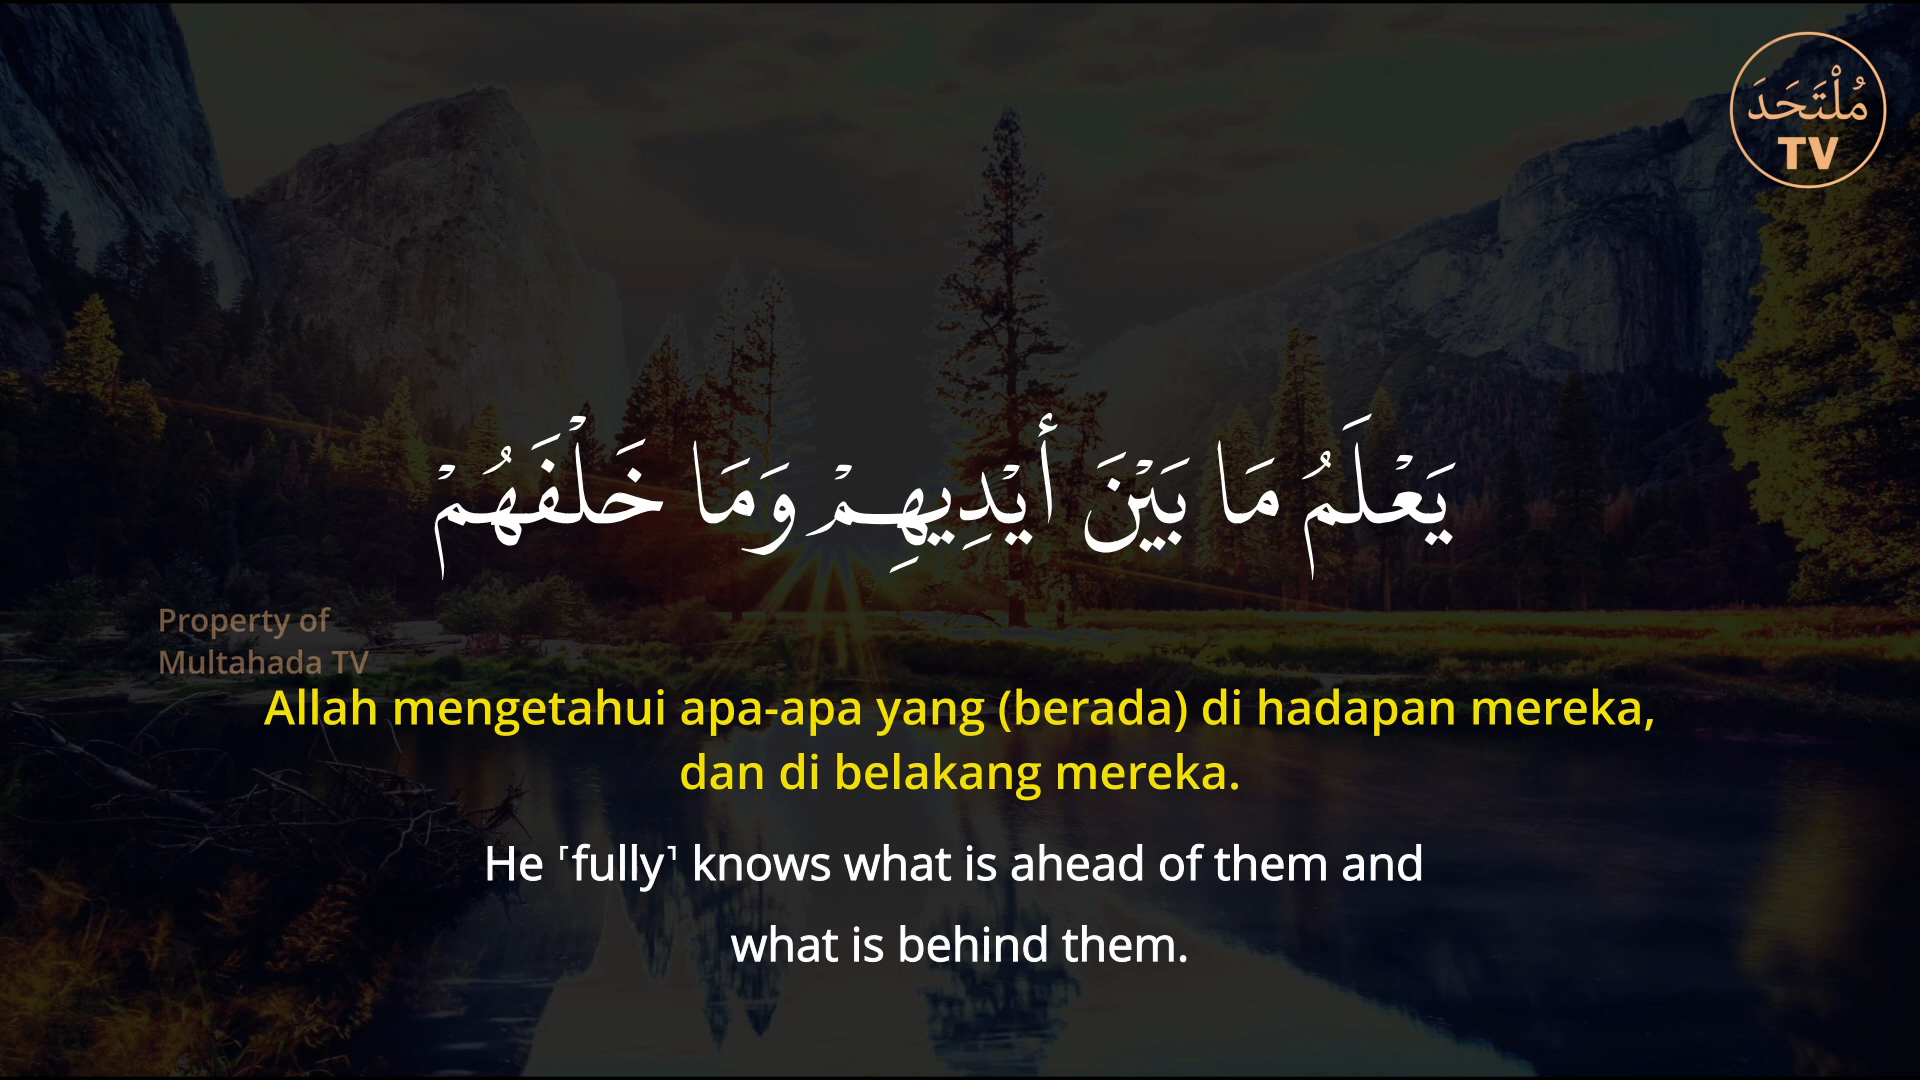 مُلْتَحَدَ
TV
يَعْلَمُ مَا بَيْنَ أَيْدِيهِمْ وَمَا خَلْفَهُمْ
Property of
Multahada TV
Allah mengetahui apa-apa yang (berada) di hadapan mereka,
dan di belakang mereka.
He ˹fully˺ knows what is ahead of them and
what is behind them.